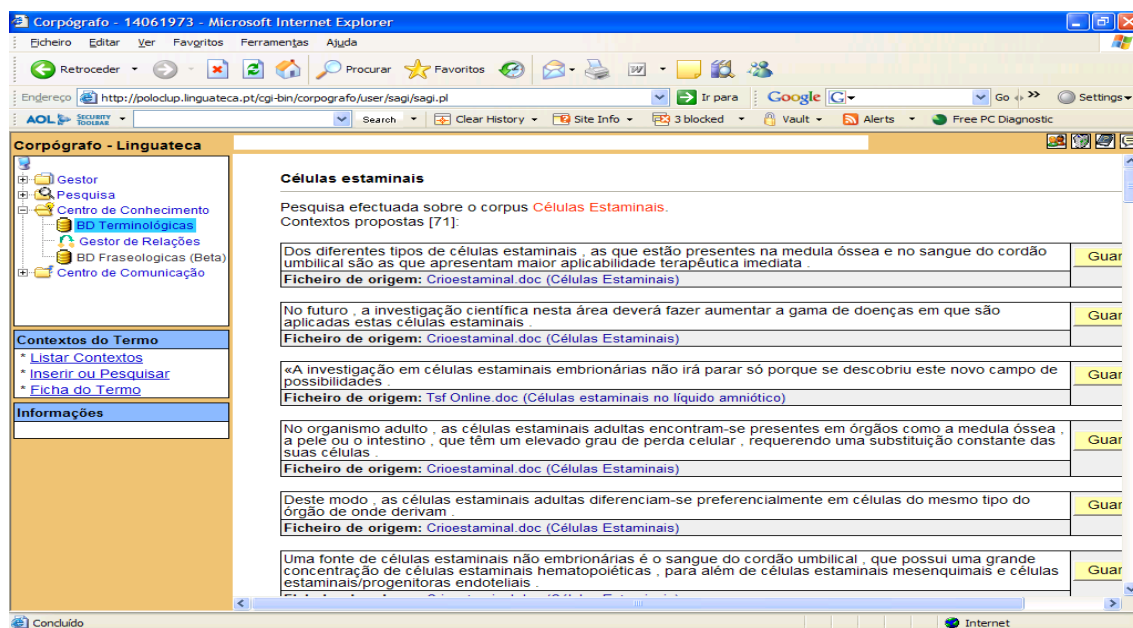 Corpógrafo - 14061973 - Microsoft Internet Explorer
Ficheiro Editar Ver Favoritos Ferramentas Ajuda
Retroceder Procurar Favoritos
Endereço http://poloclup.linguateca.pt/cgi-bin/corpografo/user/sagi/sagi.pl Ir para Google G Go Settings
AOL SECURITY TOOLBAR Search Clear History Site Info 3 blocked Vault Alerts Free PC Diagnostic
Corpógrafo - Linguateca
Gestor
Pesquisa
Centro de Conhecimento
BD Terminológicas
Gestor de Relações
BD Fraseologicas (Beta)
Centro de Comunicação
Contextos do Termo
* Listar Contextos
* Inserir ou Pesquisar
* Ficha do Termo
Informações
Células estaminais
Pesquisa efectuada sobre o corpus Células Estaminais.
Contextos propostas [71]:
Dos diferentes tipos de células estaminais , as que estão presentes na medula óssea e no sangue do cordão
umbilical são as que apresentam maior aplicabilidade terapêutica imediata .
Guar
Ficheiro de origem: Crioestaminal.doc (Células Estaminais)
No futuro , a investigação científica nesta área deverá fazer aumentar a gama de doenças em que são
aplicadas estas células estaminais .
Guar
Ficheiro de origem: Crioestaminal.doc (Células Estaminais)
«A investigação em células estaminais embrionárias não irá parar só porque se descobriu este novo campo de
possibilidades .
Guar
Ficheiro de origem: Tsf Online.doc (Células estaminais no líquido amniótico)
No organismo adulto , as células estaminais adultas encontram-se presentes em órgãos como a medula óssea ,
a pele ou o intestino , que têm um elevado grau de perda celular , requerendo uma substituição constante das
suas células .
Guar
Ficheiro de origem: Crioestaminal.doc (Células Estaminais)
Deste modo , as células estaminais adultas diferenciam-se preferencialmente em células do mesmo tipo do
órgão de onde derivam .
Guar
Ficheiro de origem: Crioestaminal.doc (Células Estaminais)
Uma fonte de células estaminais não embrionárias é o sangue do cordão umbilical , que possui uma grande
concentração de células estaminais hematopoiéticas , para além de células estaminais mesenquimais e células
estaminais/progenitoras endoteliais .
Guar
Concluído Internet